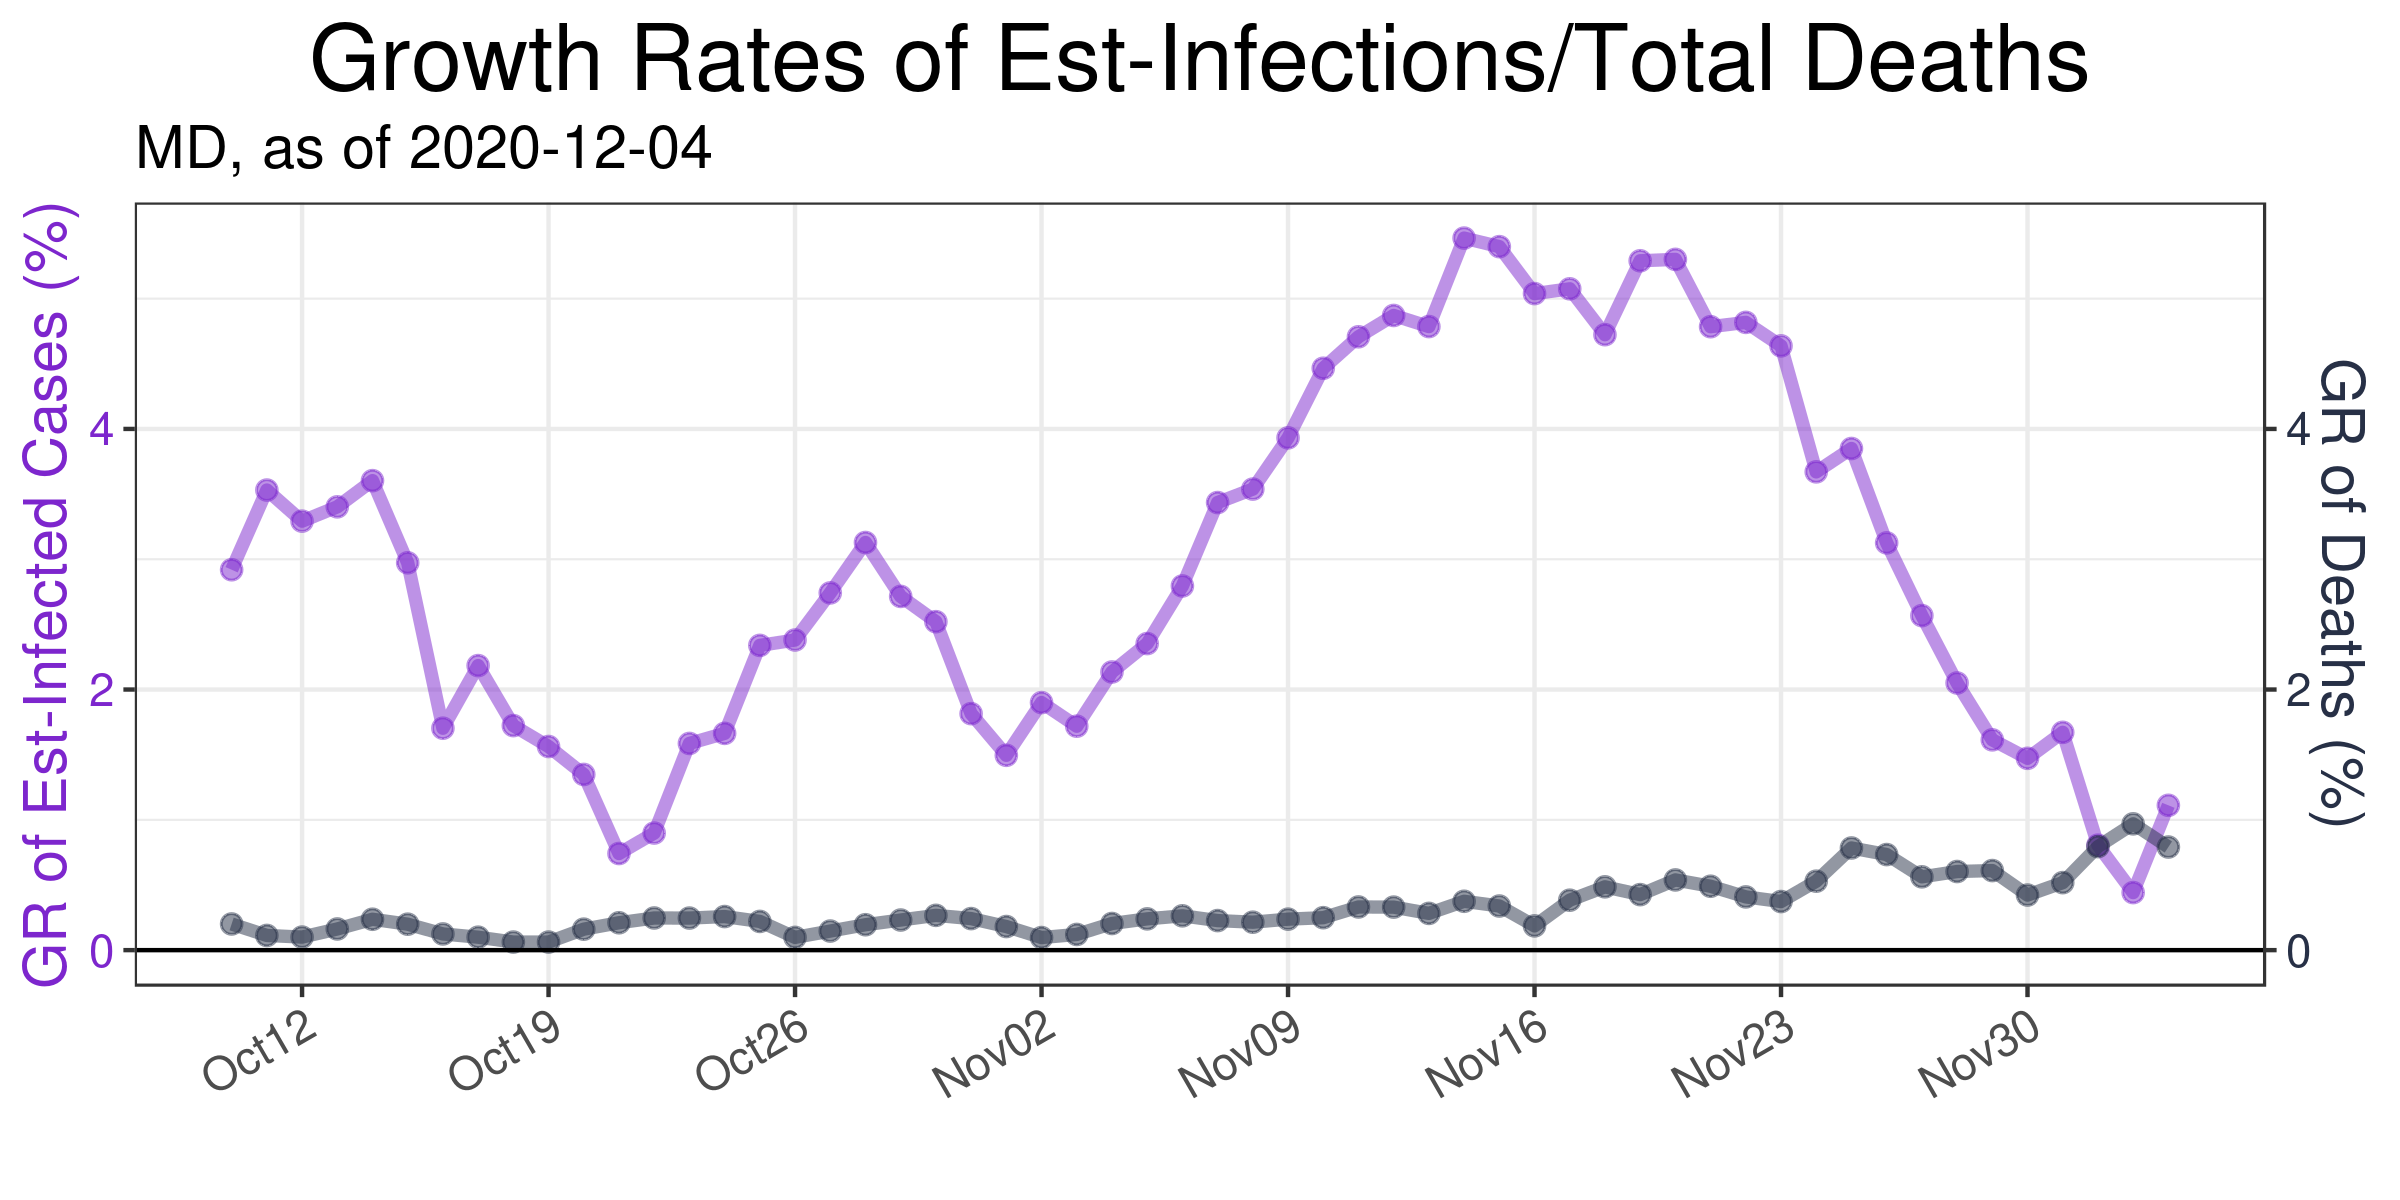 Growth Rates of Est-Infections/Total Deaths
MD, as of 2020-12-04
GR of Est-Infected Cases (%)
4
2
0
4
2
0
GR of Deaths (%)
Oct12
Oct19
Oct26
Nov02
Nov09
Nov16
Nov23
Nov30